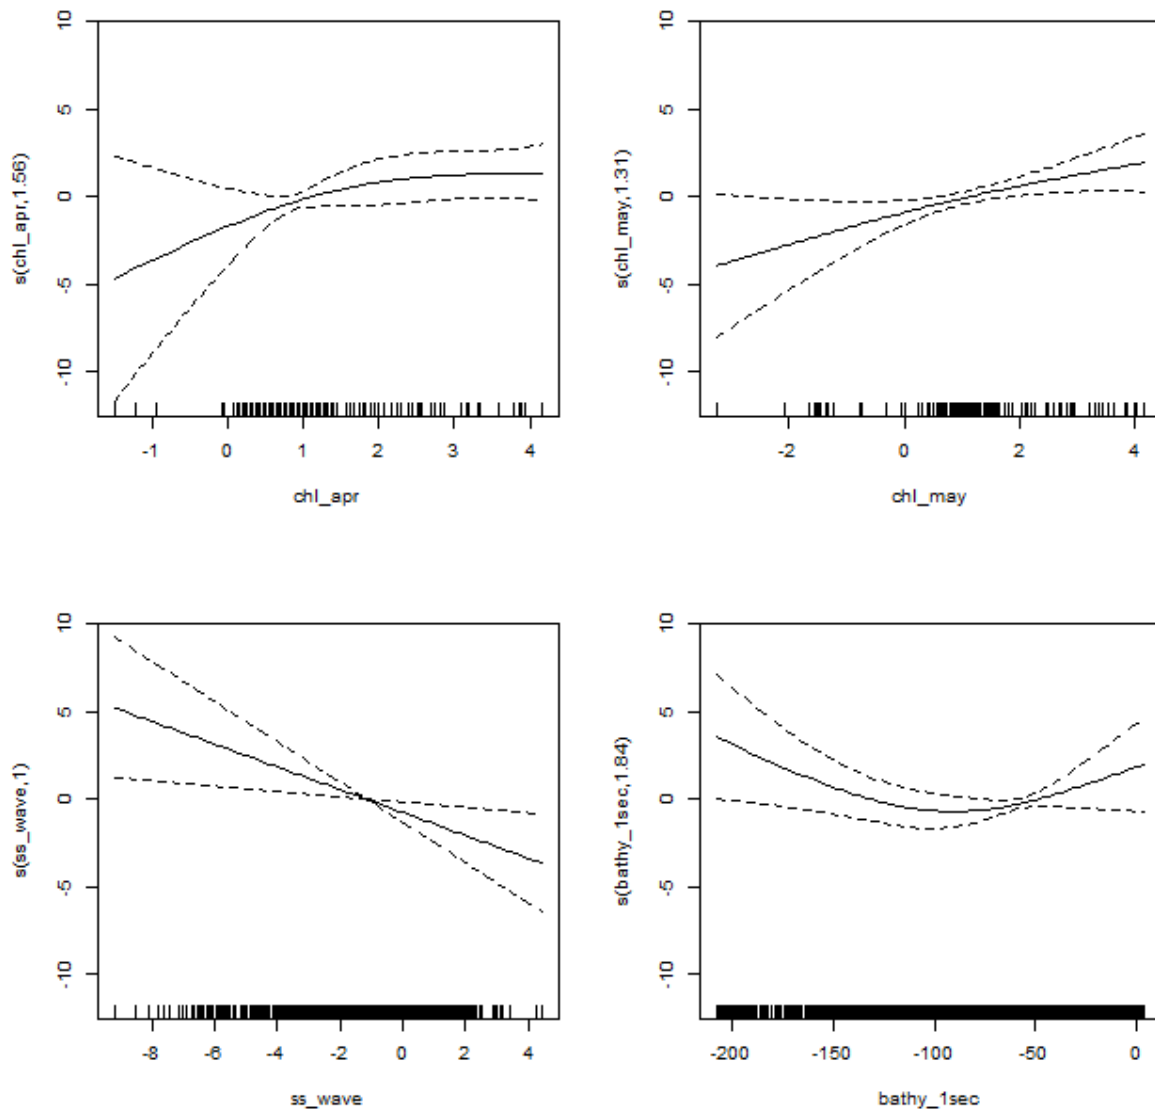 s(chl_apr,1.56)
10
5
0
-5
-10
-1 0 1 2 3 4
chl_apr
s(chl_may,1.31)
10
5
0
-5
-10
-2 0 2 4
chl_may
s(ss_wave,1)
10
5
0
-5
-10
-8 -6 -4 -2 0 2 4
ss_wave
s(bathy_1sec,1.84)
10
5
0
-5
-10
-200 -150 -100 -50 0
bathy_1sec